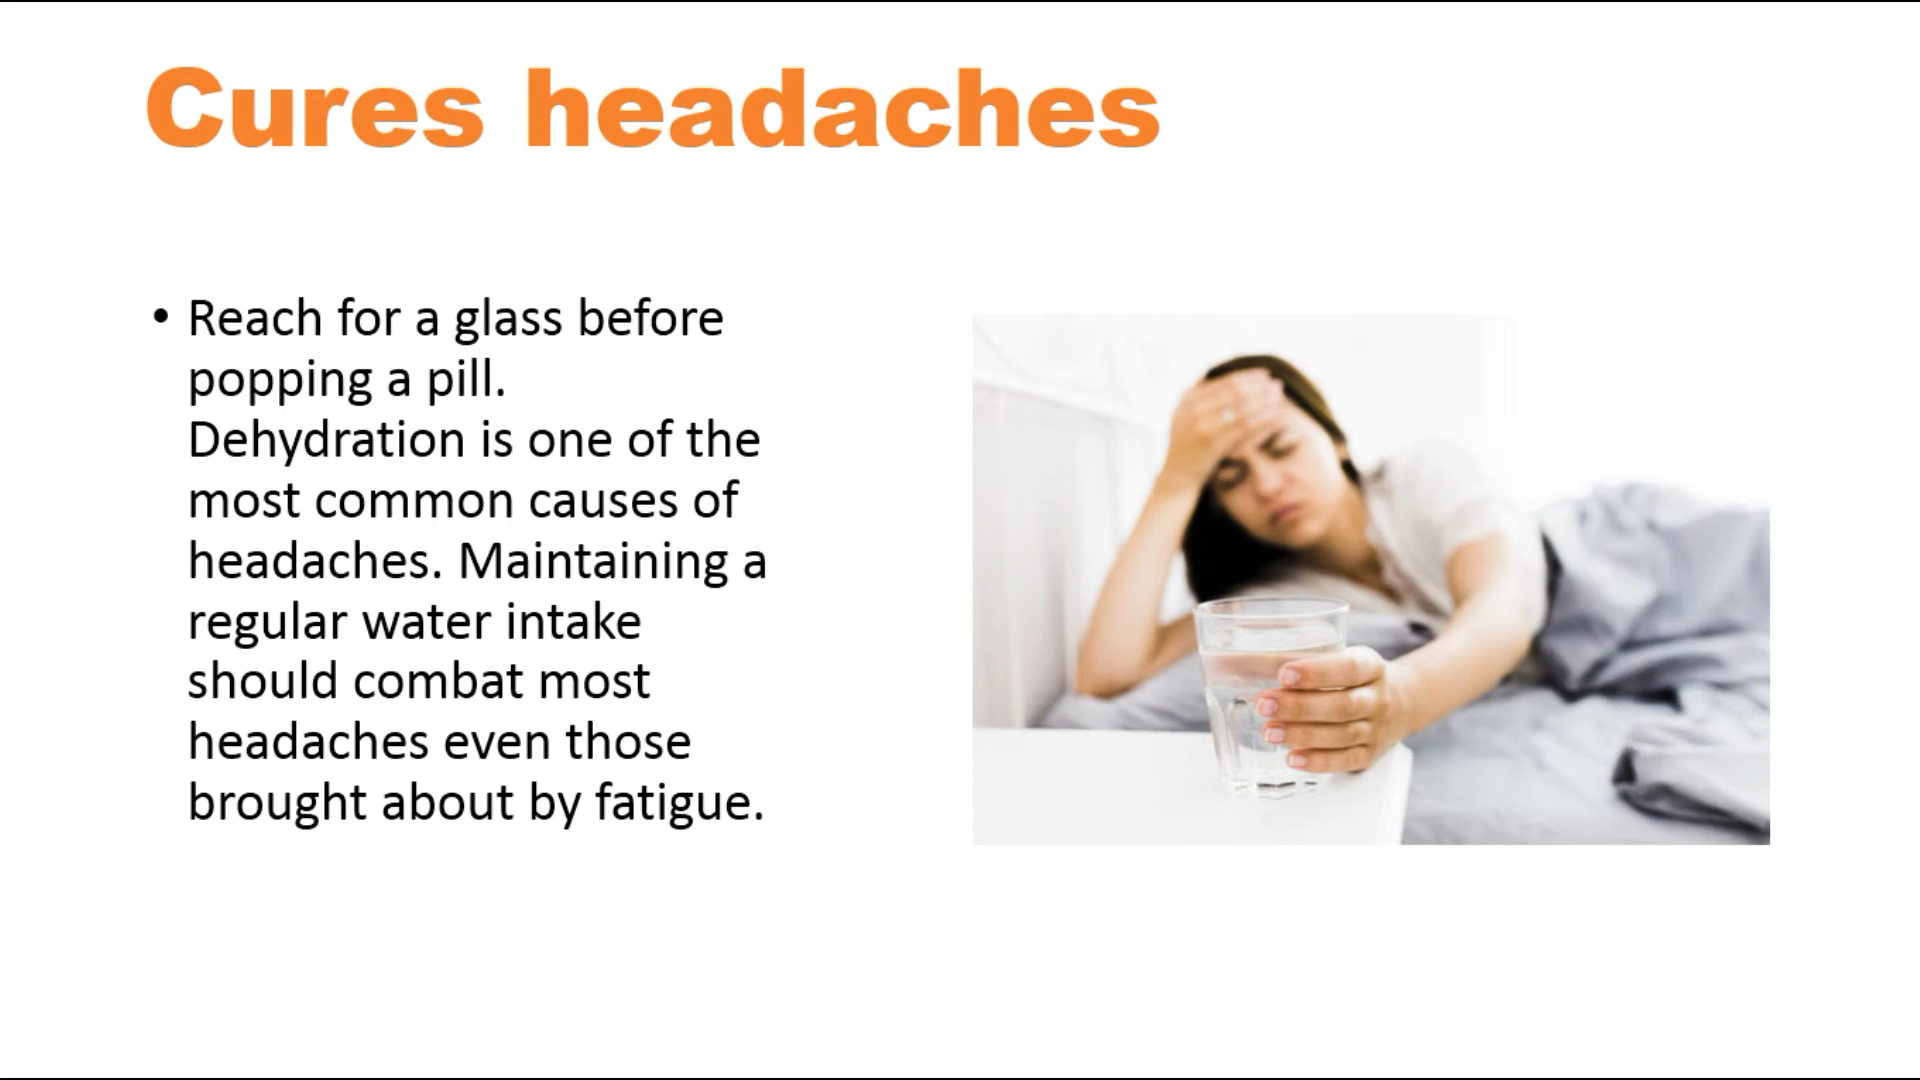 Cures headaches
• Reach for a glass before
popping a pill.
Dehydration is one of the
most common causes of
headaches. Maintaining a
regular water intake
should combat most
headaches even those
brought about by fatigue.